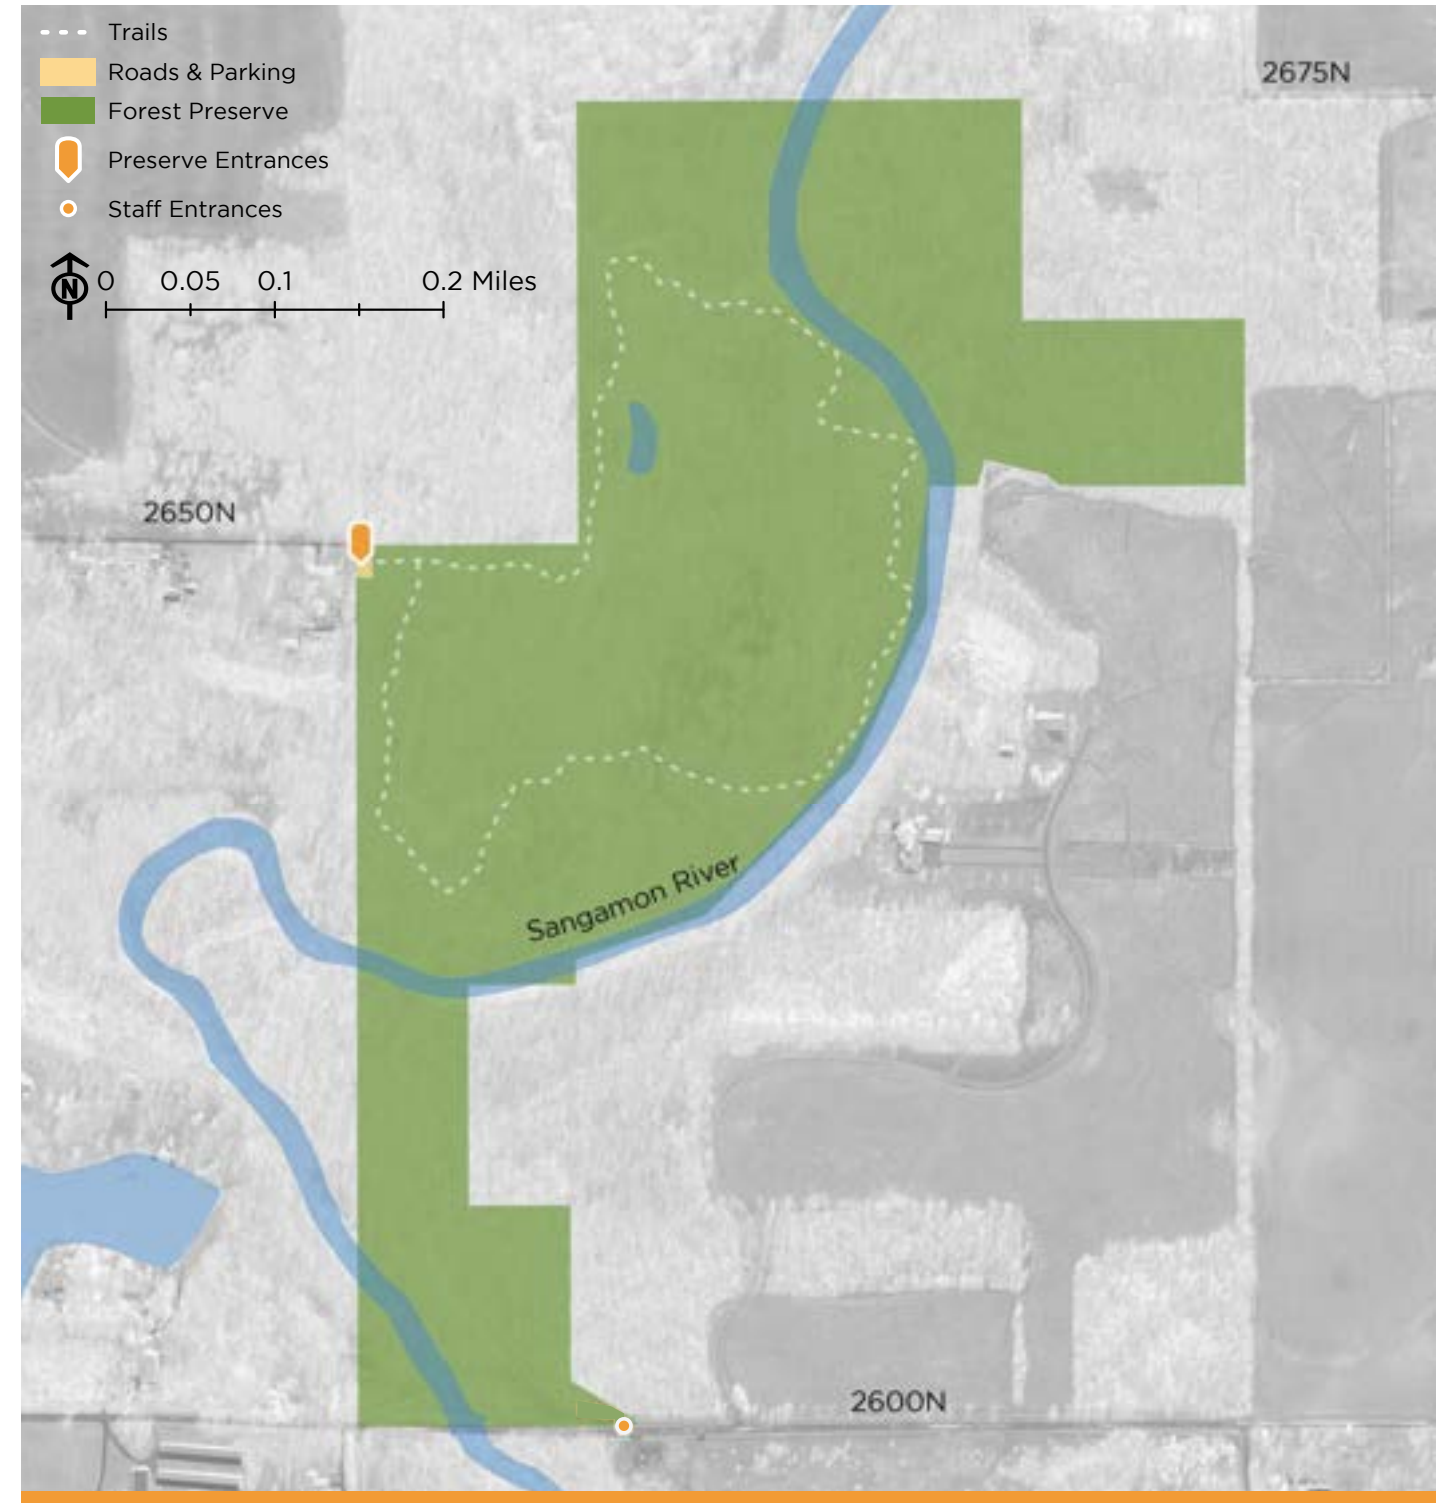 Trails
Roads & Parking
Forest Preserve
Preserve Entrances
Staff Entrances
N
0 0.05 0.1 0.2 Miles
2675N
2650N
Sangamon River
2600N